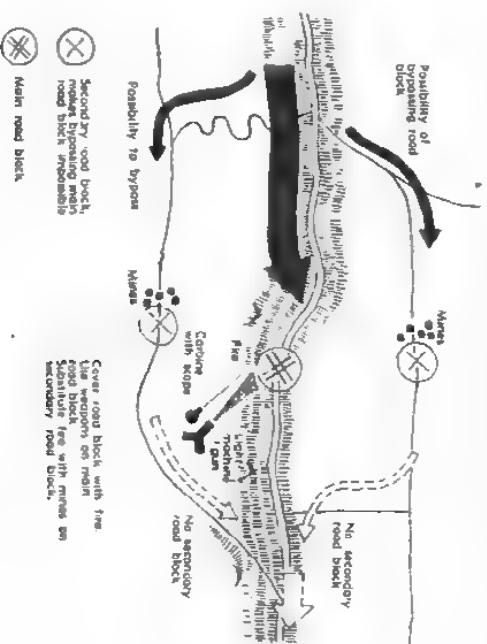 Possibility of
bypassing road
block
Mines
No secondary
road block
Fire
Light
machine
gun
Carbine
with scope
Possibility to bypass
Mines
No secondary
road block
Secondary road block,
makes bypassing main
road block impossible
Main road block
Cover road block with fire.
Use weapons on main
road block.
Substitute fire with mines on
secondary road block.